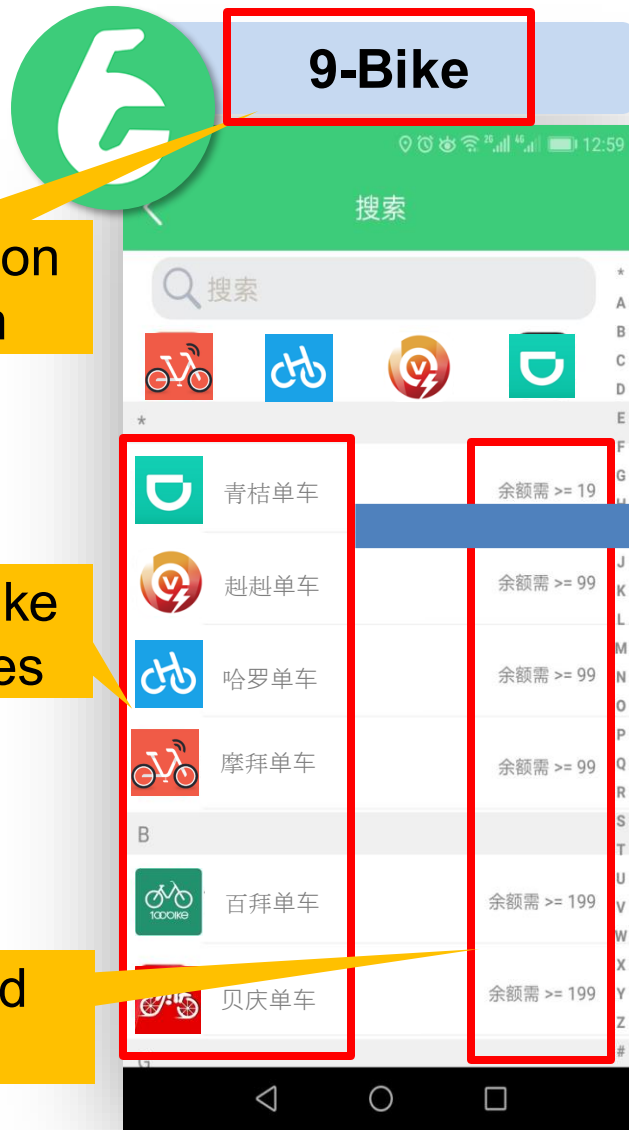 9-Bike
12:59
搜索
搜索
on
*
A
B
C
D
E
F
G
J
K
L
M
N
O
P
Q
R
S
T
U
V
W
X
Y
Z
#
*
青桔单车 余额需 >= 19
赳赳单车 余额需 >= 99
ke
es
哈罗单车 余额需 >= 99
摩拜单车 余额需 >= 99
B
100BIKE
百拜单车 余额需 >= 199
d
贝庆单车 余额需 >= 199